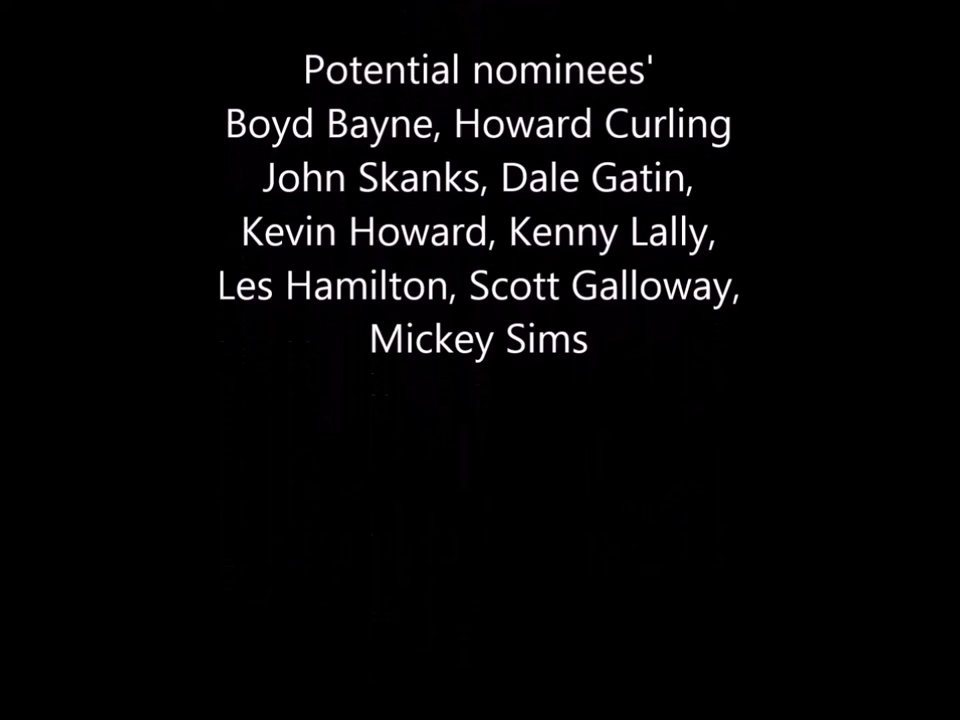 Potential nominees'
Boyd Bayne, Howard Curling
John Skanks, Dale Gatin,
Kevin Howard, Kenny Lally,
Les Hamilton, Scott Galloway,
Mickey Sims